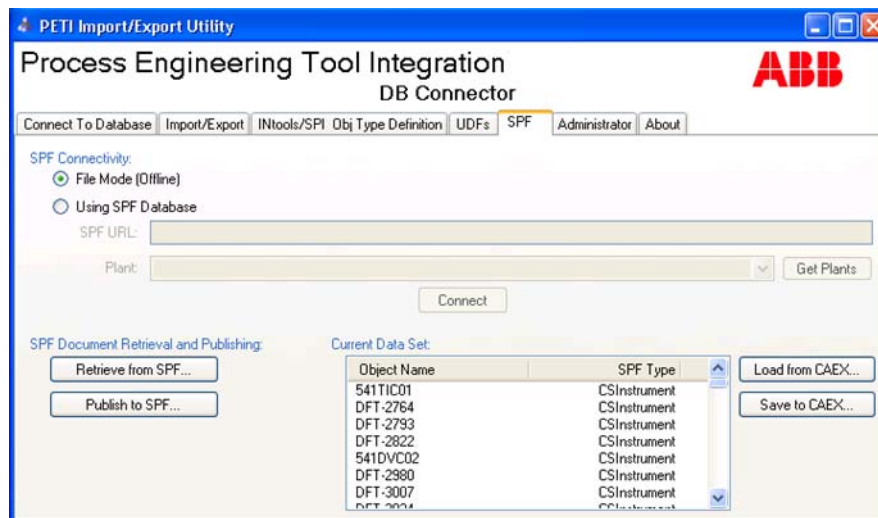 PETI Import/Export Utility
Process Engineering Tool Integration
DB Connector
ABB
Connect To Database Import/Export INtools/SPI Obj Type Definition UDFs SPF Administrator About
SPF Connectivity:
File Mode (Offline)
Using SPF Database
SPF URL:
Plant:
Get Plants
Connect
SPF Document Retrieval and Publishing:
Retrieve from SPF...
Publish to SPF...
Current Data Set:
Object Name SPF Type
541TIC01 CSInstrument
DFT-2764 CSInstrument
DFT-2793 CSInstrument
DFT-2822 CSInstrument
541DVC02 CSInstrument
DFT-2980 CSInstrument
DFT-3007 CSInstrument
Load from CAEX...
Save to CAEX...